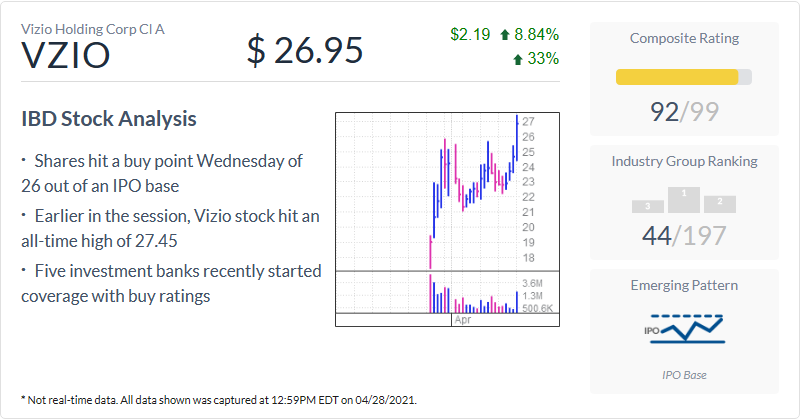 Vizio Holding Corp Cl A
VZIO
$ 26.95
$2.19 8.84%
33%
IBD Stock Analysis
· Shares hit a buy point Wednesday of
26 out of an IPO base
· Earlier in the session, Vizio stock hit an
all-time high of 27.45
· Five investment banks recently started
coverage with buy ratings
27
26
25
24
23
22
21
20
19
18
3.6M
1.3M
500.6K
Apr
Composite Rating
92/99
Industry Group Ranking
3 1 2
44/197
Emerging Pattern
IPO
IPO Base
* Not real-time data. All data shown was captured at 12:59PM EDT on 04/28/2021.